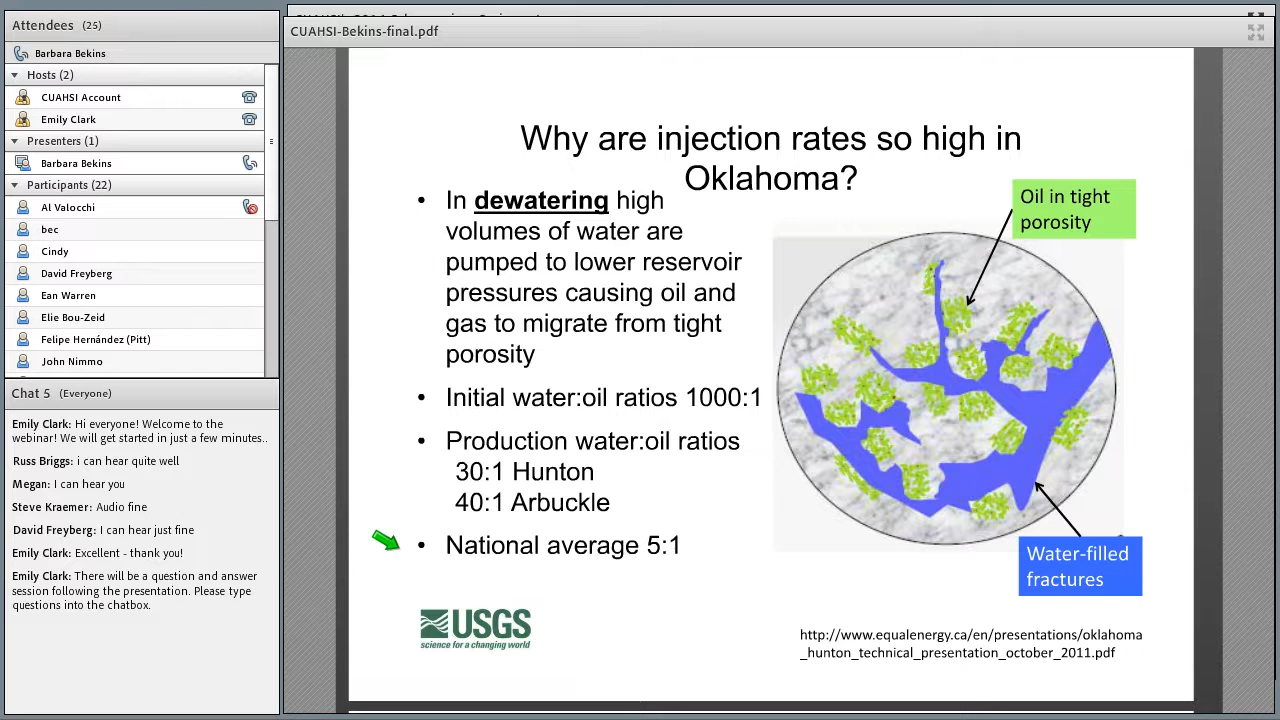 Attendees (25)
Barbara Bekins
Hosts (2)
CUAHSI Account
Emily Clark
Presenters (1)
Barbara Bekins
Participants (22)
Al Valocchi
bec
Cindy
David Freyberg
Ean Warren
Elie Bou-Zeid
Felipe Hernández (Pitt)
John Nimmo
Chat 5 (Everyone)
Emily Clark: Hi everyone! Welcome to the
webinar! We will get started in just a few minutes..
Russ Briggs: i can hear quite well
Megan: I can hear you
Steve Kraemer: Audio fine
David Freyberg: I can hear just fine
Emily Clark: Excellent - thank you!
Emily Clark: There will be a question and answer
session following the presentation. Please type
questions into the chatbox.
CUAHSI-Bekins-final.pdf
Why are injection rates so high in
Oklahoma?
• In dewatering high
volumes of water are
pumped to lower reservoir
pressures causing oil and
gas to migrate from tight
porosity
• Initial water:oil ratios 1000:1
• Production water:oil ratios
30:1 Hunton
40:1 Arbuckle
• National average 5:1
Oil in tight
porosity
Water-filled
fractures
USGS
science for a changing world
http://www.equalenergy.ca/en/presentations/oklahoma
_hunton_technical_presentation_october_2011.pdf